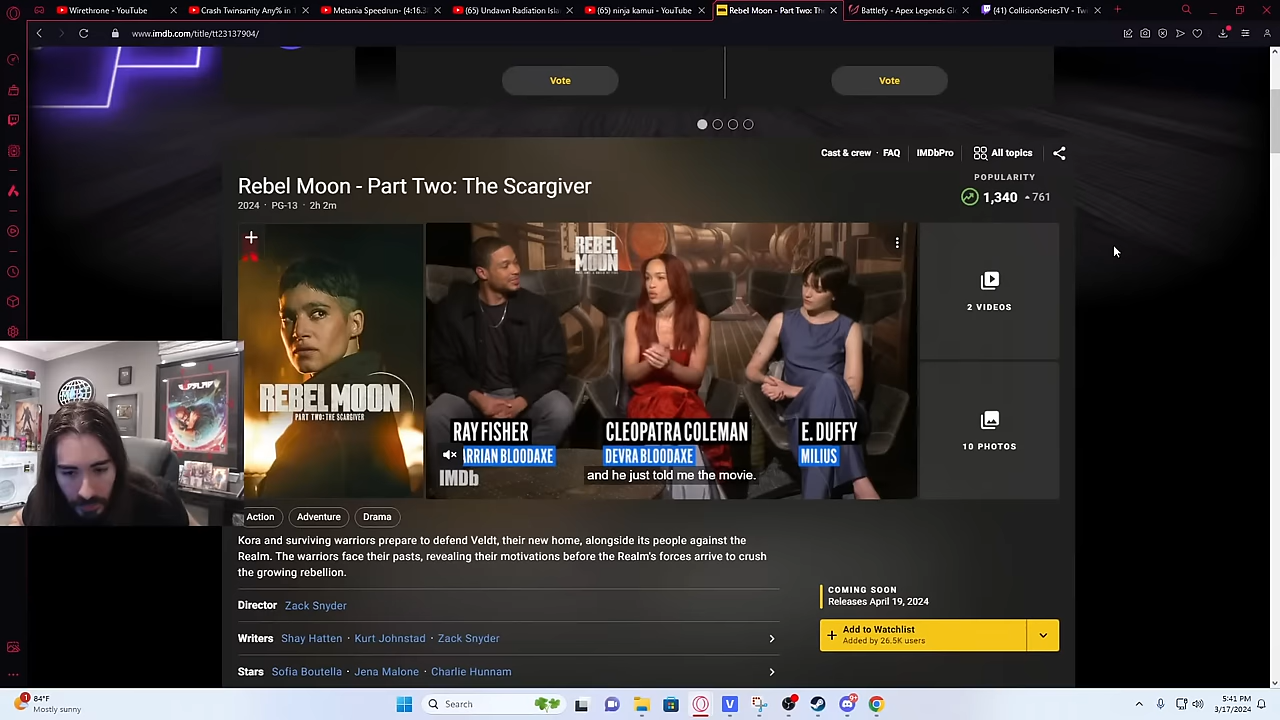 Wirethrone - YouTube
Crash Twinsanity Any% in 1
Metania Speedrun- (4:16.3
(65) Undawn Radiation Isla
(65) ninja kamui - YouTube
Rebel Moon - Part Two: The
Battlefy - Apex Legends Gl
(41) CollisionSeriesTV - Tw
www.imdb.com/title/tt23137904/
Vote
Vote
Cast & crew · FAQ
IMDbPro
All topics
POPULARITY
1,340
761
Rebel Moon - Part Two: The Scargiver
2024 · PG-13 · 2h 2m
REBEL MOON
PART TWO: THE SCARGIVER
REBEL MOON
RAY FISHER
CLEOPATRA COLEMAN
E. DUFFY
ARRIAN BLOODAXE
DEVRA BLOODAXE
MILIUS
IMDb
and he just told me the movie.
2 VIDEOS
10 PHOTOS
Action
Adventure
Drama
Kora and surviving warriors prepare to defend Veldt, their new home, alongside its people against the
Realm. The warriors face their pasts, revealing their motivations before the Realm's forces arrive to crush
the growing rebellion.
Director Zack Snyder
Writers Shay Hatten · Kurt Johnstad · Zack Snyder
Stars Sofia Boutella · Jena Malone · Charlie Hunnam
COMING SOON
Releases April 19, 2024
Add to Watchlist
Added by 26.5K users
84°F
Mostly sunny
Search
5:41 PM
3/17/2024